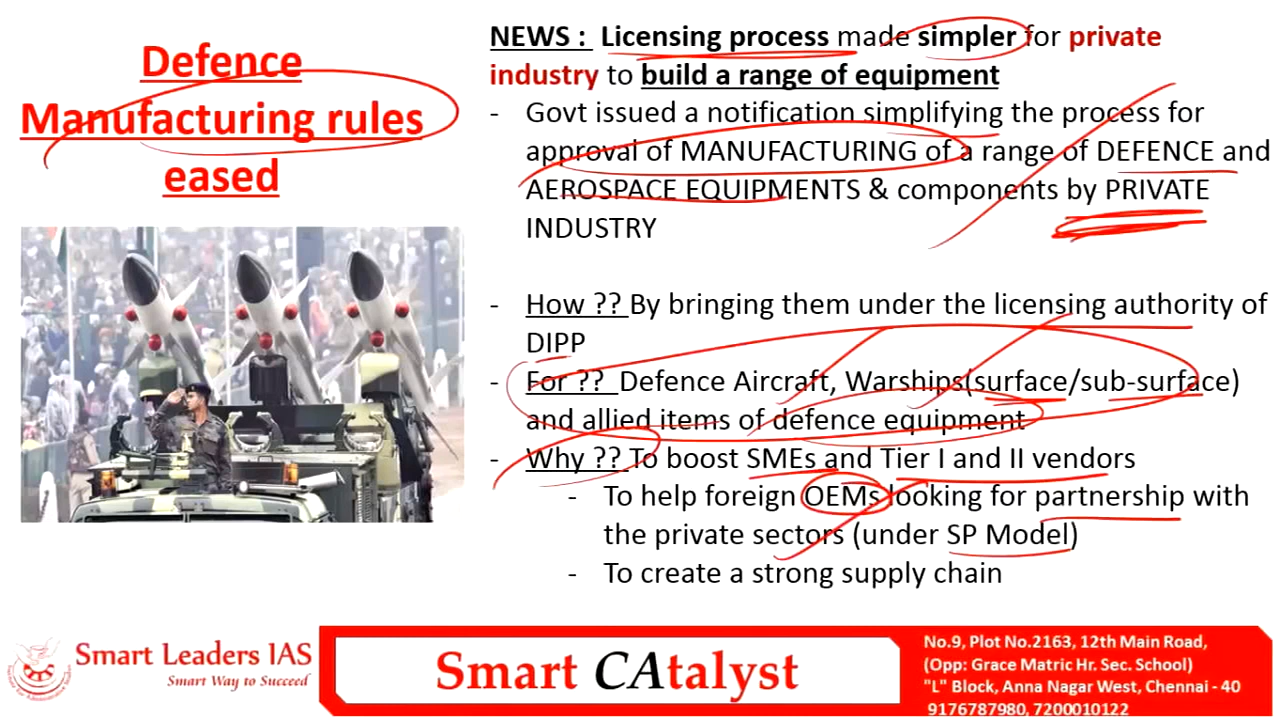 Defence
Manufacturing rules
eased
NEWS : Licensing process made simpler for private
industry to build a range of equipment
- Govt issued a notification simplifying the process for
approval of MANUFACTURING of a range of DEFENCE and
AEROSPACE EQUIPMENTS & components by PRIVATE
INDUSTRY
- How ?? By bringing them under the licensing authority of
DIPP
- For ?? Defence Aircraft, Warships(surface/sub-surface)
and allied items of defence equipment
- Why ?? To boost SMEs and Tier I and II vendors
- To help foreign OEMs looking for partnership with
the private sectors (under SP Model)
- To create a strong supply chain
Smart Leaders IAS
Smart Way to Succeed
Smart CAtalyst
No.9, Plot No.2163, 12th Main Road,
(Opp: Grace Matric Hr. Sec. School)
"L" Block, Anna Nagar West, Chennai - 40
9176787980, 7200010122